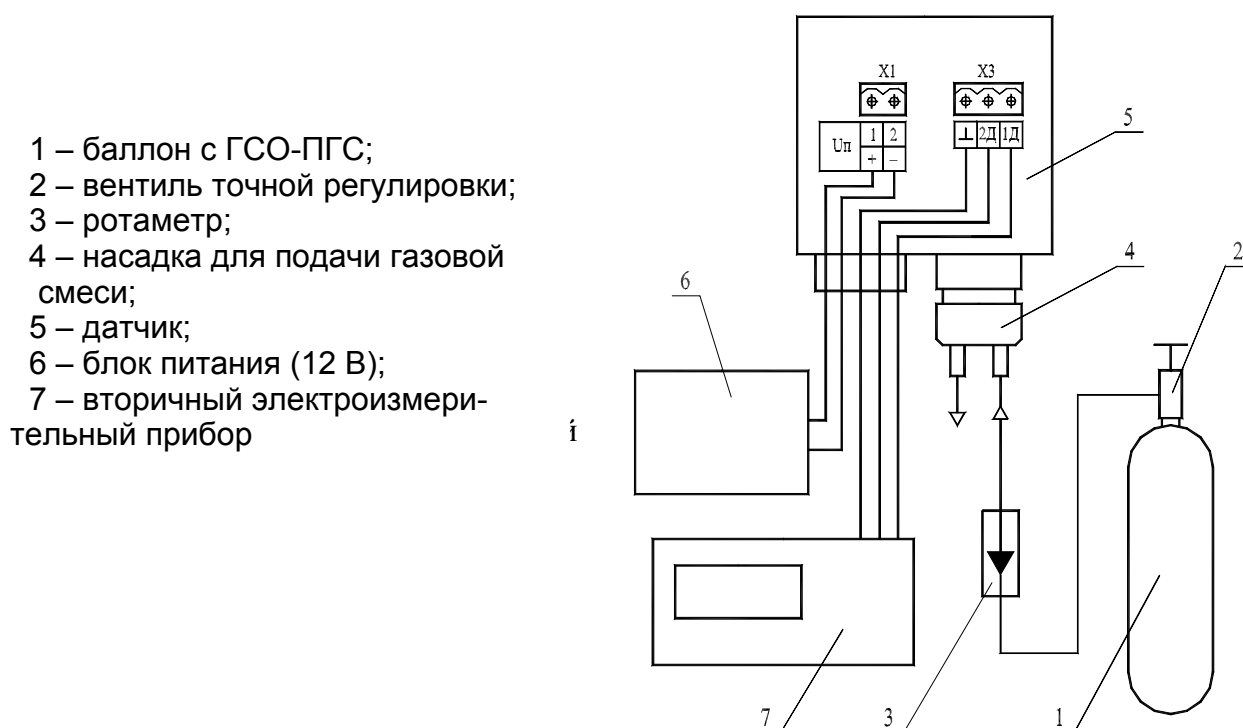 1 – баллон с ГСО-ПГС;
2 – вентиль точной регулировки;
3 – ротаметр;
4 – насадка для подачи газовой
смеси;
5 – датчик;
6 – блок питания (12 В);
7 – вторичный электроизмери-
тельный прибор
X1
X3
Uп
1 2
+ –
⊥ 2Д 1Д
5
4
2
6
7
3
1